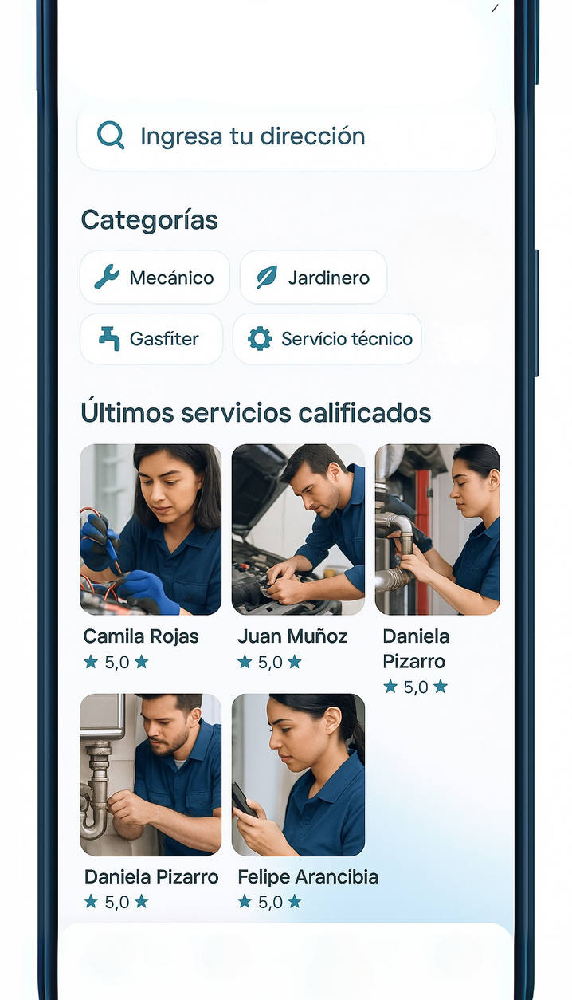 Ingresa tu dirección
Categorías
Mecánico
Jardinero
Gasfíter
Servício técnico
Últimos servicios calificados
Camila Rojas
★ 5,0 ★
Juan Muñoz
★ 5,0 ★
Daniela
Pizarro
★ 5,0 ★
Daniela Pizarro
★ 5,0 ★
Felipe Arancibia
★ 5,0 ★